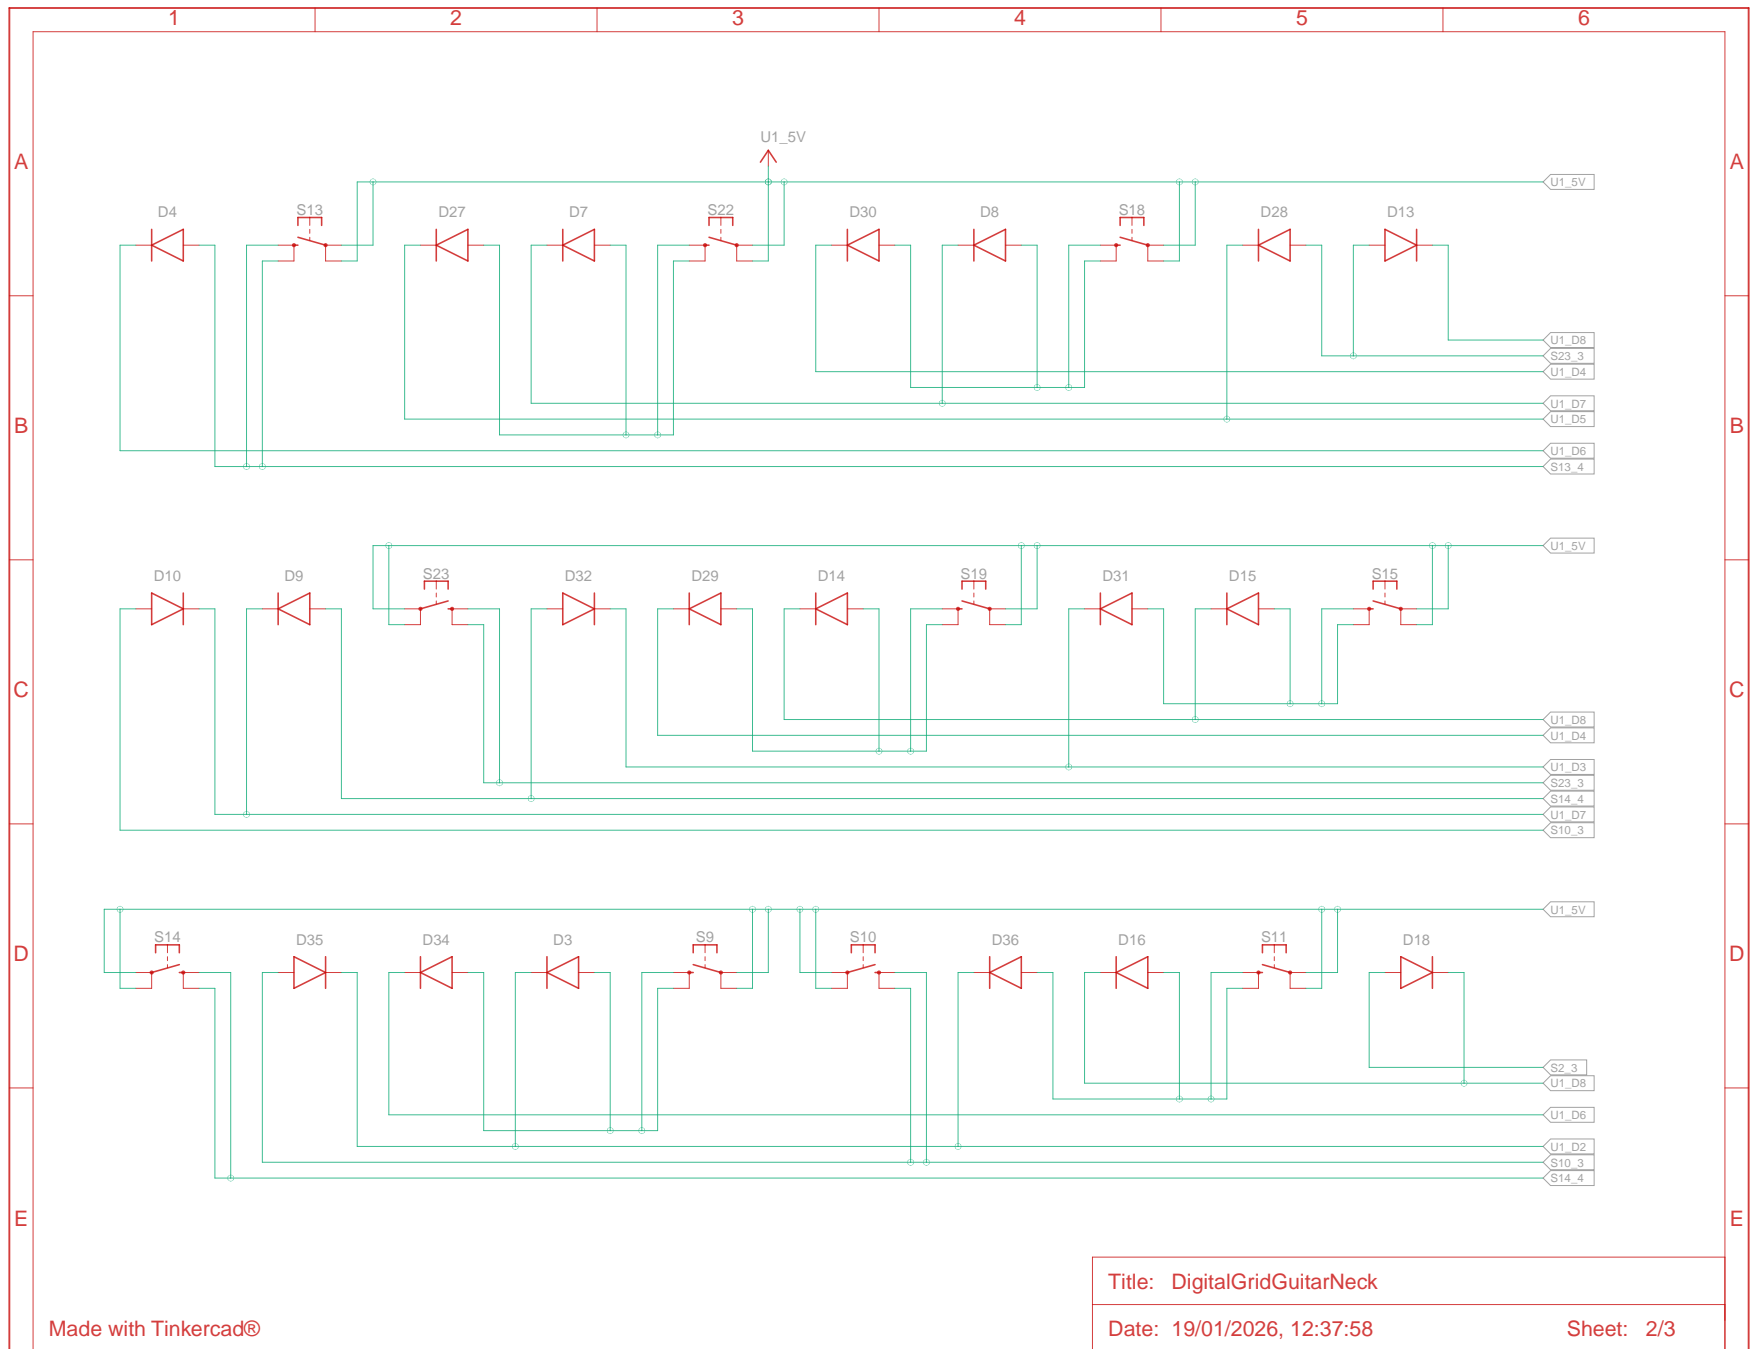 1 2 3 4 5 6
U1_5V
A A
U1_5V
D4 S13 D27 D7 S22 D30 D8 S18 D28 D13
U1_D8
S23_3
U1_D4
U1_D7
U1_D5
B B
U1_D6
S13_4
U1_5V
D10 D9 S23 D32 D29 D14 S19 D31 D15 S15
C C
U1_D8
U1_D4
U1_D3
S23_3
S14_4
U1_D7
S10_3
U1_5V
S14 D35 D34 D3 S9 S10 D36 D16 S11 D18
D D
S2_3
U1_D8
U1_D6
U1_D2
S10_3
S14_4
E E
Title: DigitalGridGuitarNeck
Made with Tinkercad®
Date: 19/01/2026, 12:37:58 Sheet: 2/3